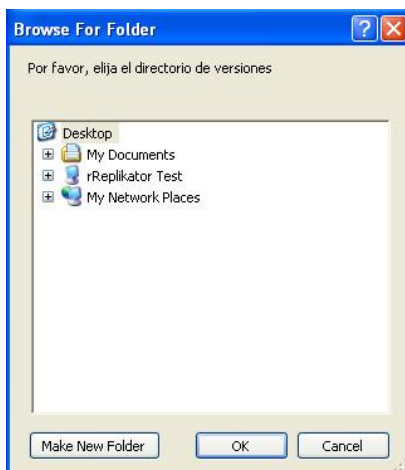 Browse For Folder
Por favor, elija el directorio de versiones
Desktop
My Documents
rReplikator Test
My Network Places
Make New Folder
OK
Cancel